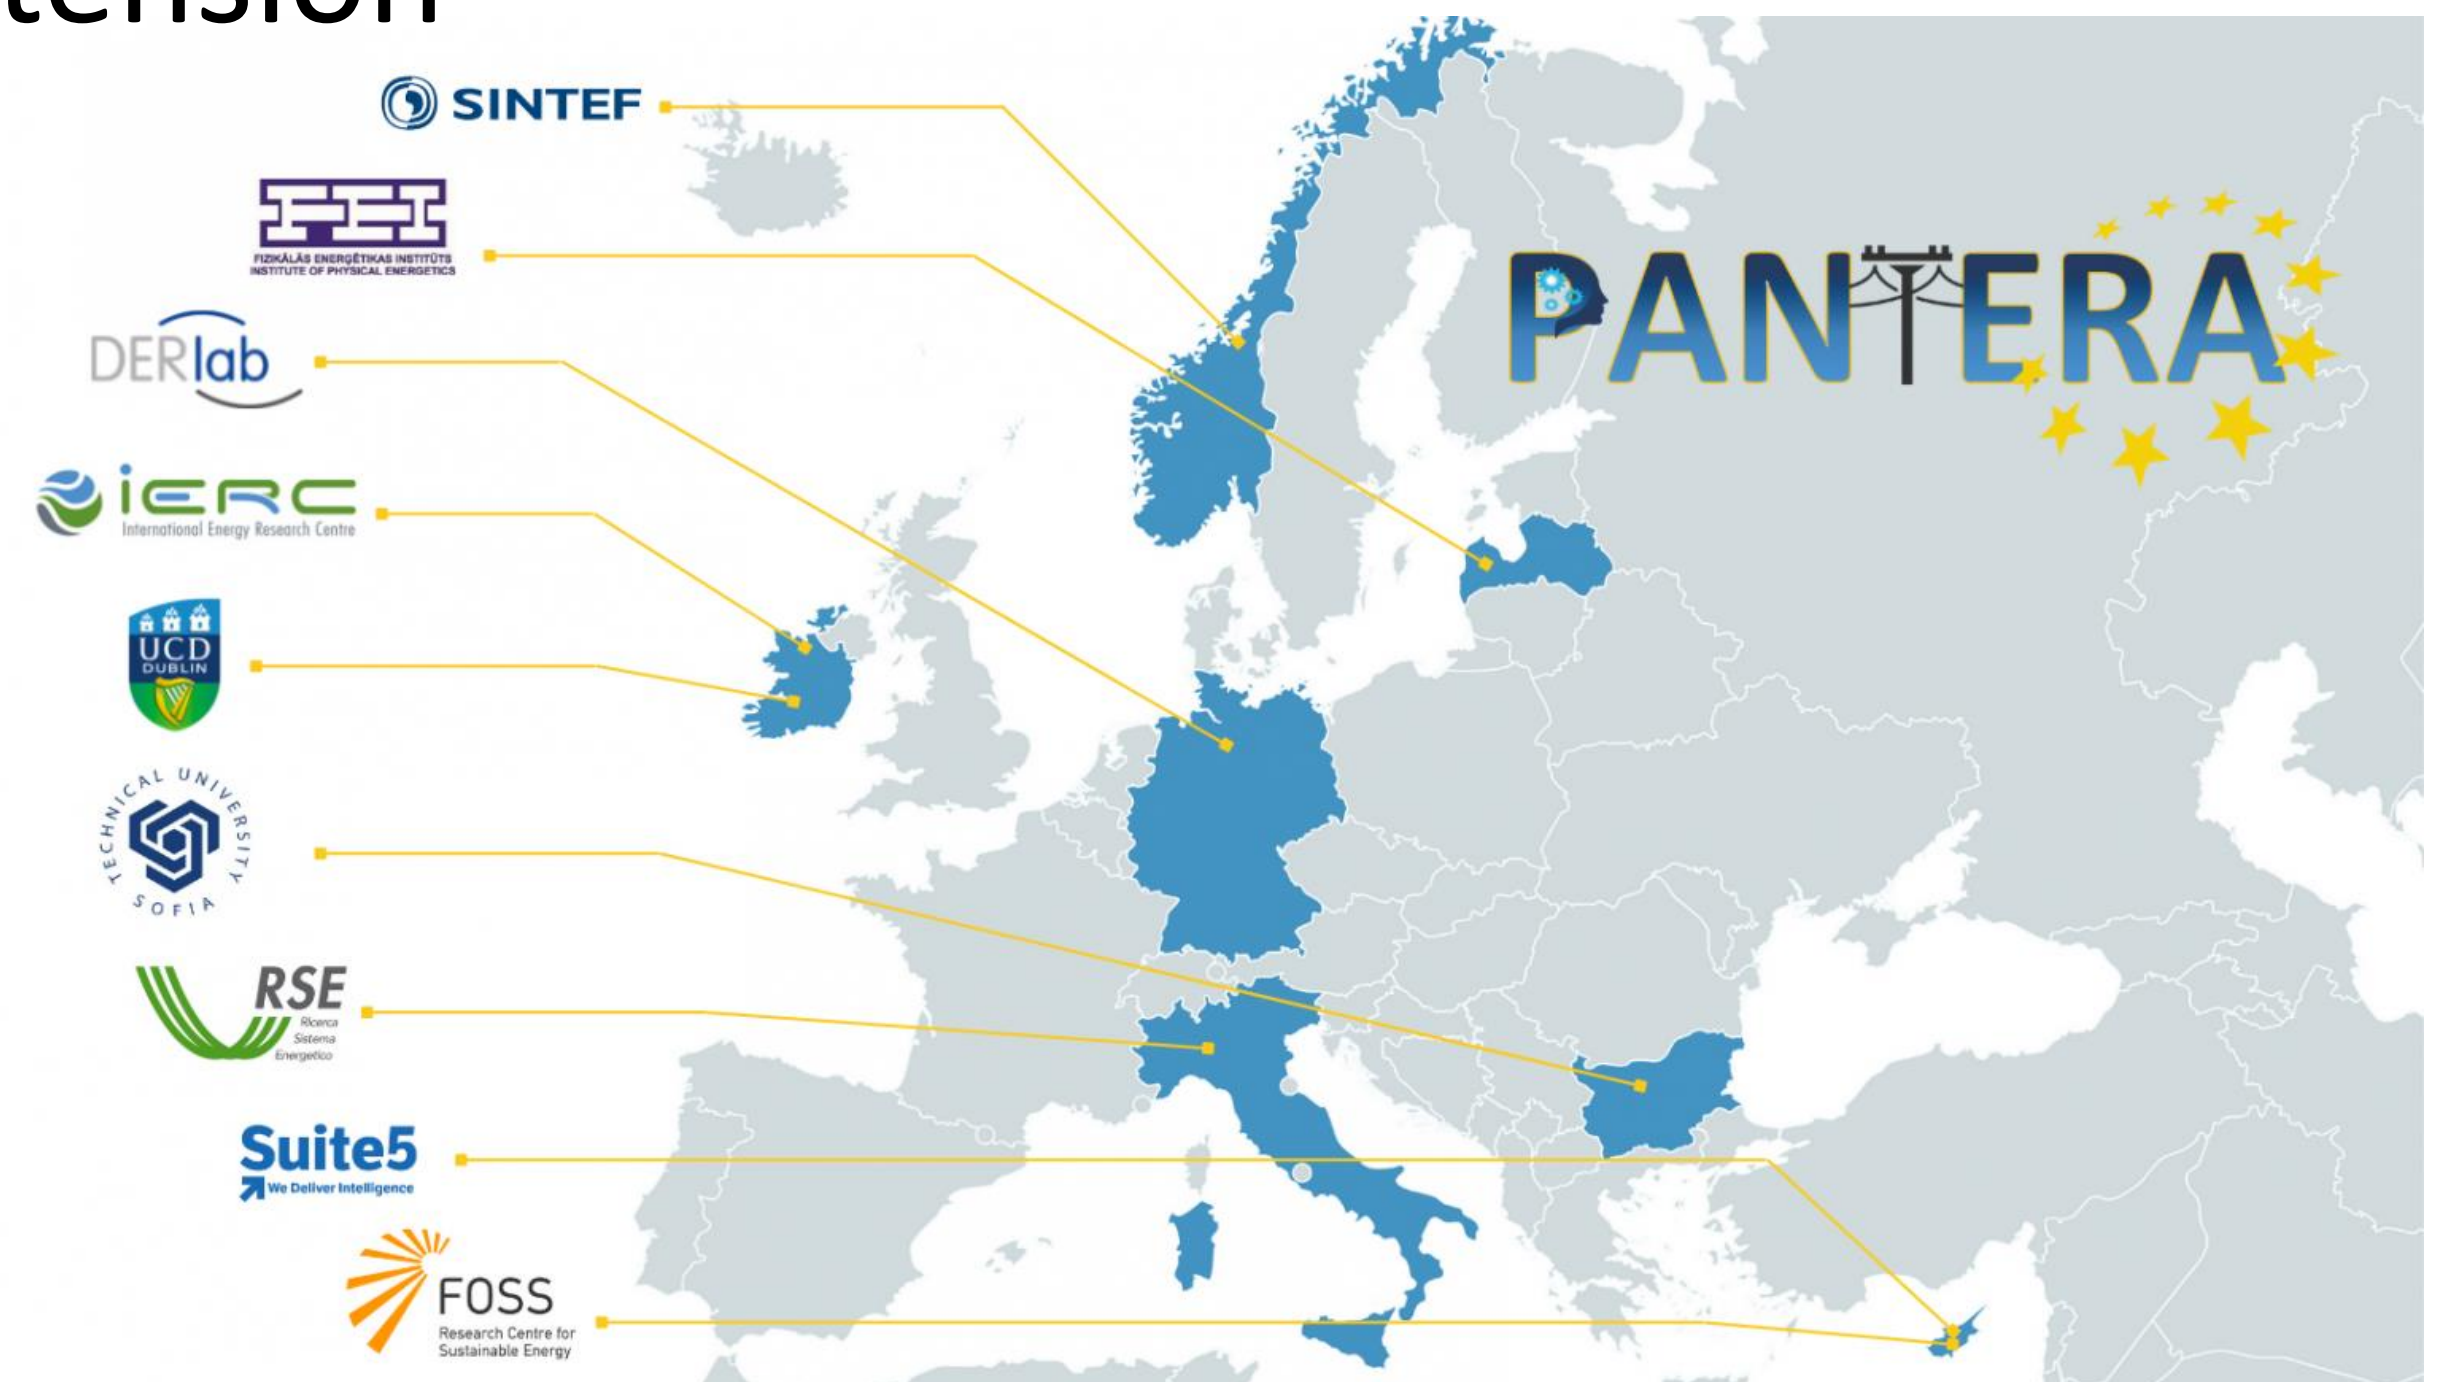 tension
SINTEF
FEI
FIZIKĀLĀS ENERĢĒTIKAS INSTITŪTS
INSTITUTE OF PHYSICAL ENERGETICS
DERlab
iERC
International Energy Research Centre
UCD
DUBLIN
TECHNICAL UNIVERSITY
SOFIA
RSE
Ricerca
Sistema
Energetico
Suite5
We Deliver Intelligence
FOSS
Research Centre for
Sustainable Energy
PANTERA